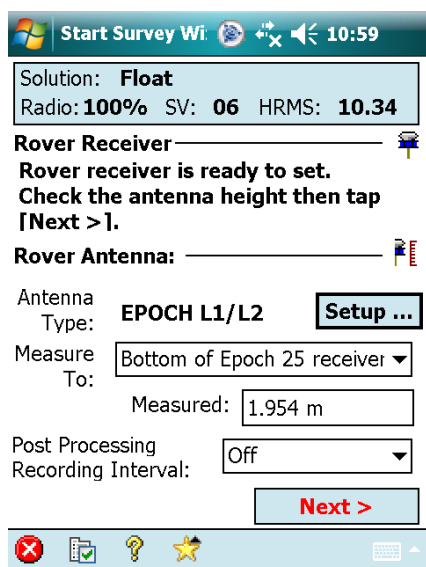 Start Survey Wi: 10:59
Solution: Float
Radio: 100% SV: 06 HRMS: 10.34
Rover Receiver
Rover receiver is ready to set.
Check the antenna height then tap
[Next >].
Rover Antenna:
Antenna
Type:
EPOCH L1/L2
Setup ...
Measure
To:
Bottom of Epoch 25 receiver
Measured: 1.954 m
Post Processing
Recording Interval:
Off
Next >